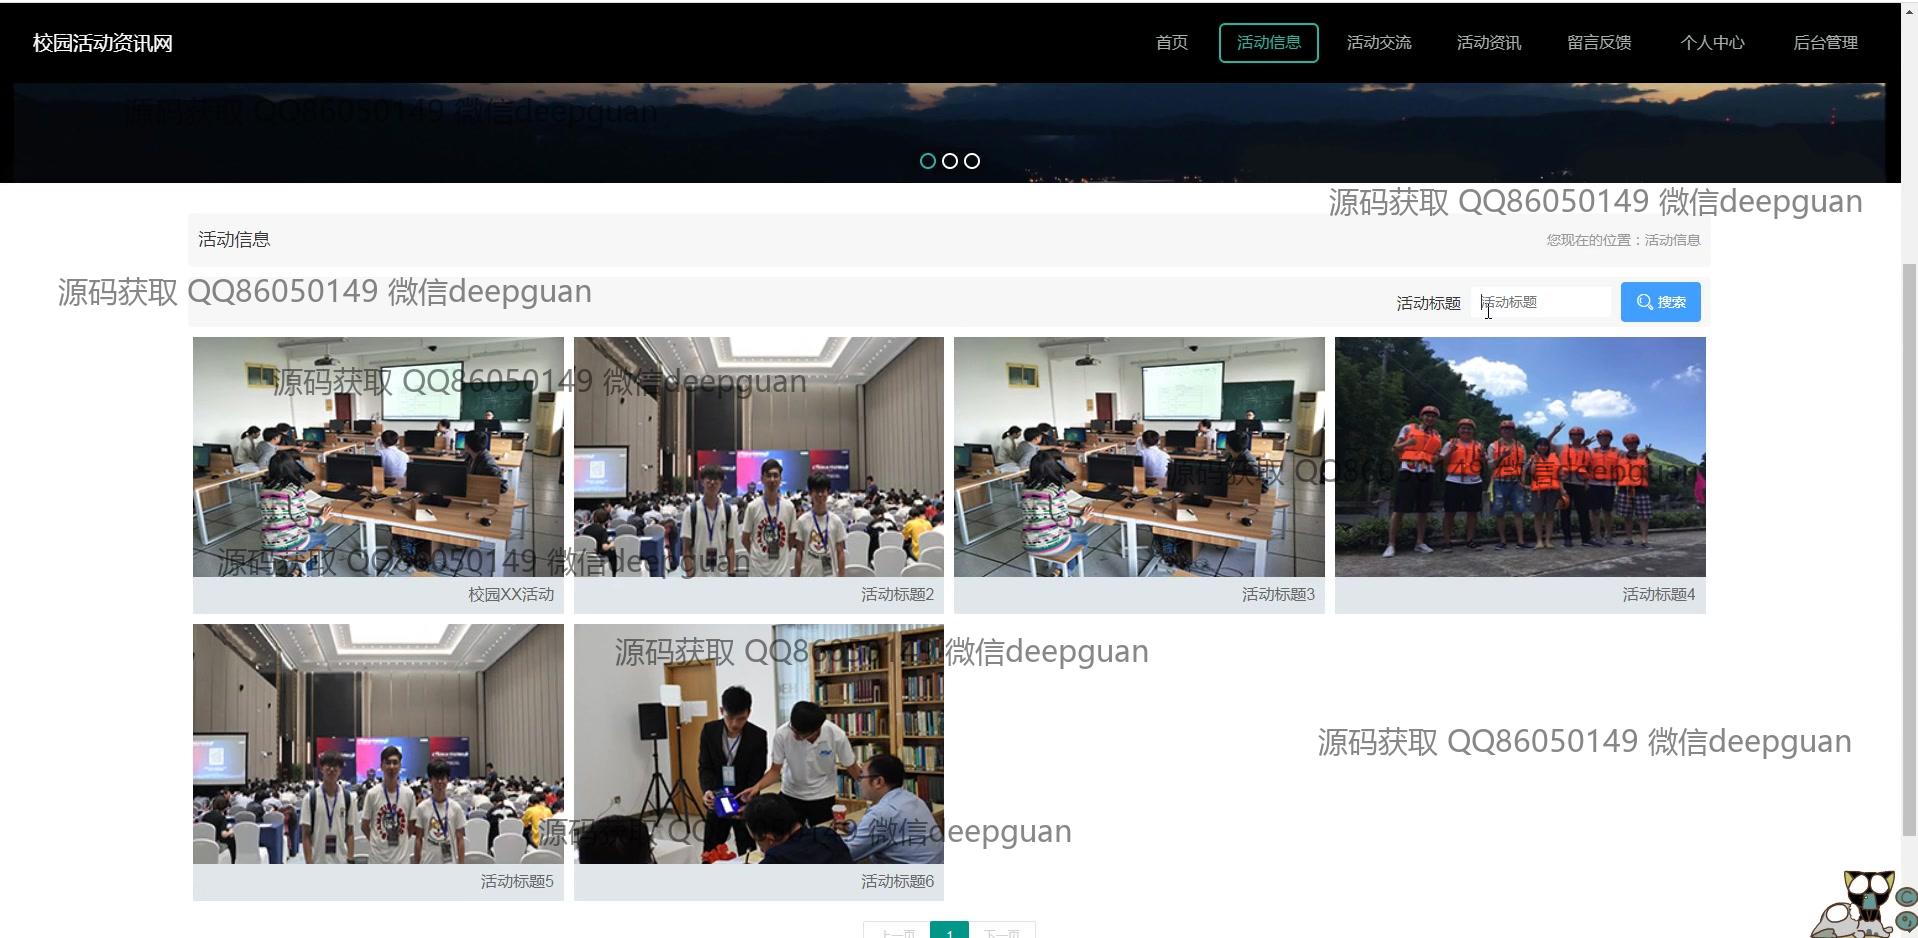 校园活动资讯网
首页
活动信息
活动交流
活动资讯
留言反馈
个人中心
后台管理
源码获取 QQ86050149 微信deepguan
源码获取 QQ86050149 微信deepguan
活动信息
您现在的位置：活动信息
源码获取 QQ86050149 微信deepguan
活动标题
活动标题
搜索
源码获取 QQ86050149 微信deepguan
源码获取 QQ86050149 微信deepguan
源码获取 QQ86050149 微信deepguan
校园XX活动
活动标题2
活动标题3
活动标题4
源码获取 QQ86050149 微信deepguan
源码获取 QQ86050149 微信deepguan
源码获取 QQ86050149 微信deepguan
活动标题5
活动标题6
上一页
1
下一页